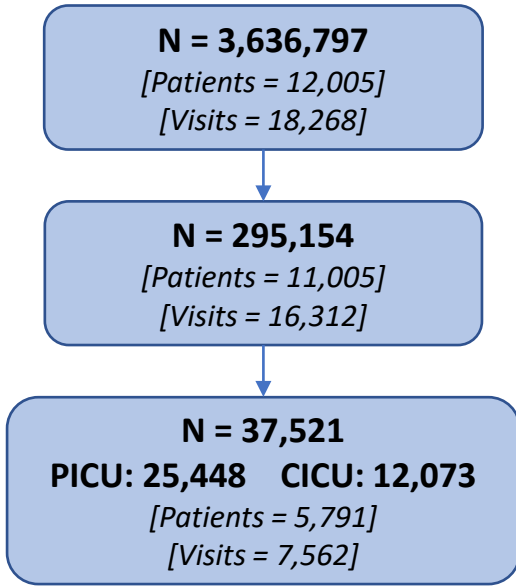 N = 3,636,797
[Patients = 12,005]
[Visits = 18,268]
N = 295,154
[Patients = 11,005]
[Visits = 16,312]
N = 37,521
PICU: 25,448 CICU: 12,073
[Patients = 5,791]
[Visits = 7,562]